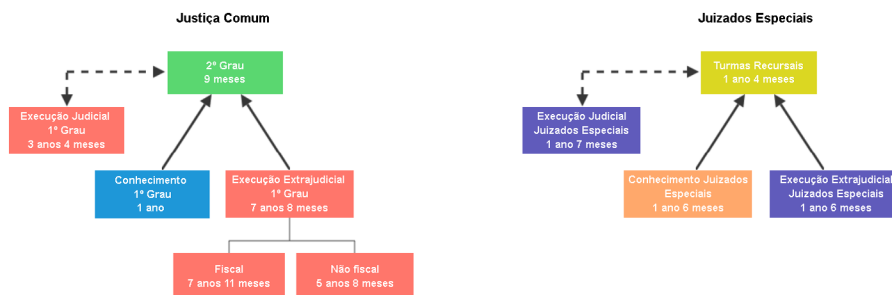 Justiça Comum
Juizados Especiais
2º Grau
9 meses
Turmas Recursais
1 ano 4 meses
Execução Judicial
1º Grau
3 anos 4 meses
Execução Judicial
Juizados Especiais
1 ano 7 meses
Conhecimento
1º Grau
1 ano
Execução Extrajudicial
1º Grau
7 anos 8 meses
Conhecimento Juizados
Especiais
1 ano 6 meses
Execução Extrajudicial
Juizados Especiais
1 ano 6 meses
Fiscal
7 anos 11 meses
Não fiscal
5 anos 8 meses